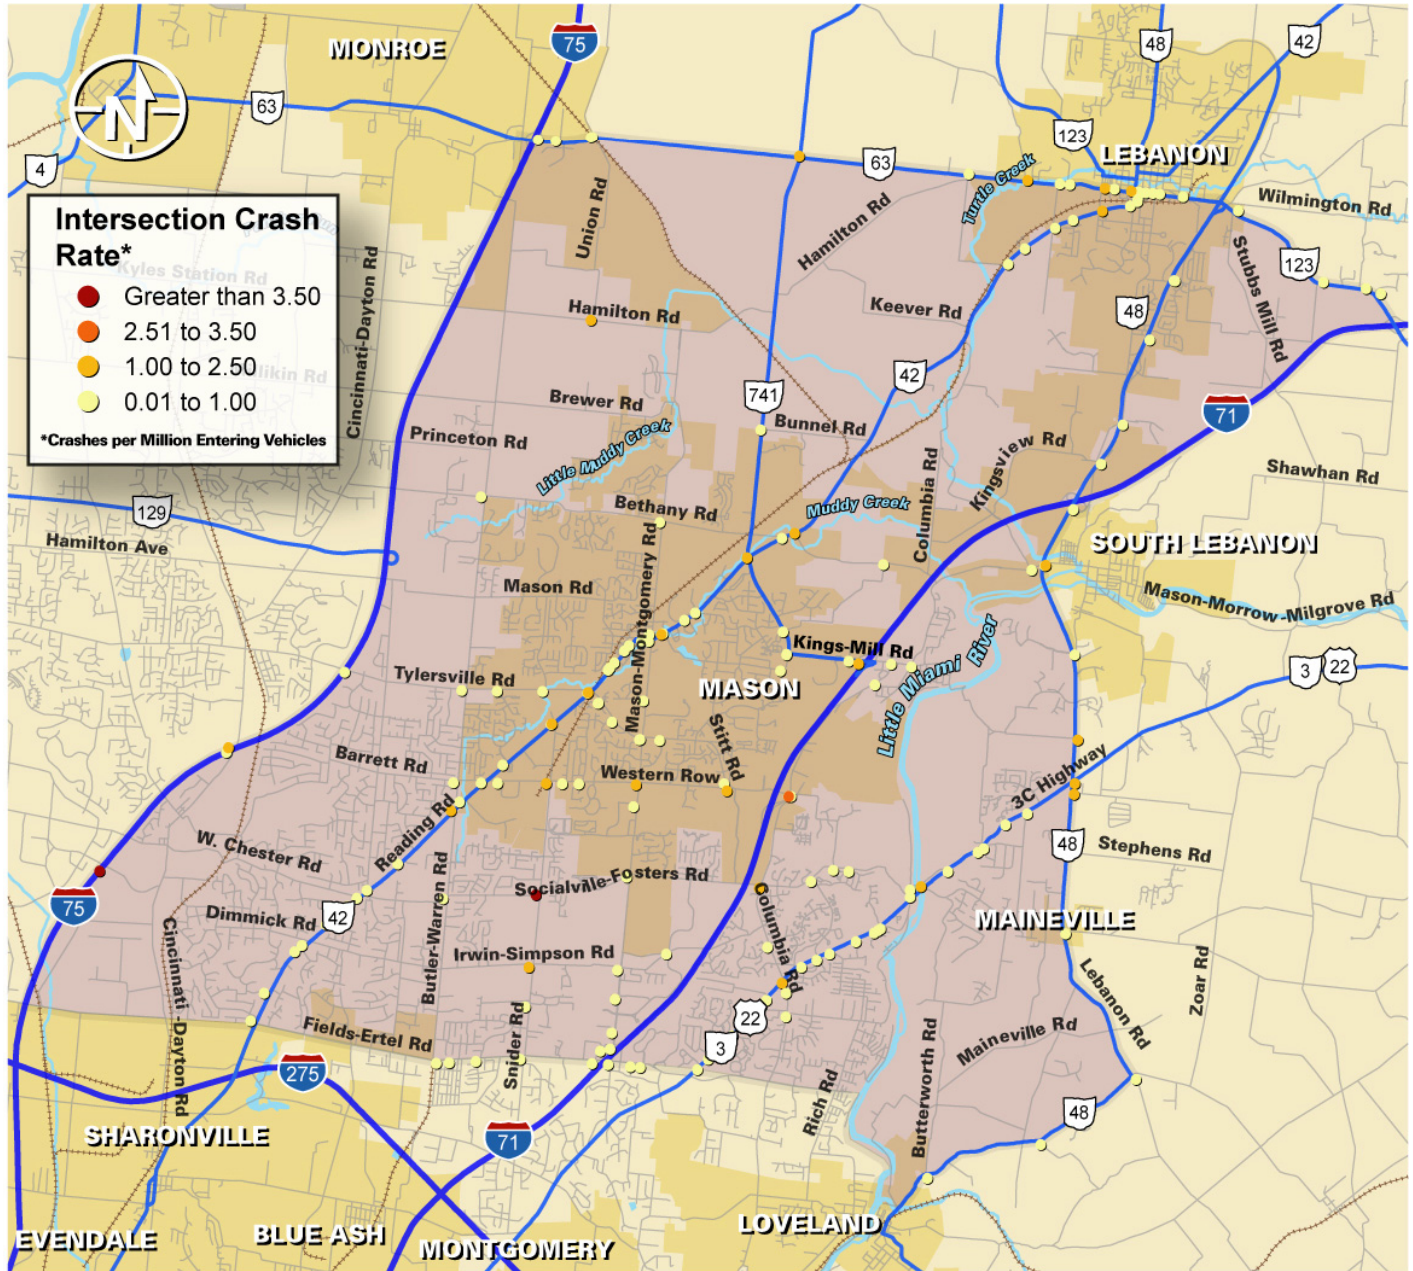 MONROE
75
48
42
63
N
4
123
LEBANON
63
Turtle Creek
Wilmington Rd
Intersection Crash
Rate*
Greater than 3.50
2.51 to 3.50
1.00 to 2.50
0.01 to 1.00
*Crashes per Million Entering Vehicles
Kyles Station Rd
likin Rd
Cincinnati-Dayton Rd
Union Rd
Hamilton Rd
Hamilton Rd
Keever Rd
Stubbs Mill Rd
123
48
42
71
741
Brewer Rd
Bunnel Rd
Princeton Rd
Little Muddy Creek
Columbia Rd
Kingsview Rd
Shawhan Rd
129
Hamilton Ave
Bethany Rd
Muddy Creek
SOUTH LEBANON
Mason Rd
Mason-Montgomery Rd
Mason-Morrow-Milgrove Rd
Kings-Mill Rd
Little Miami River
3
22
Tylersville Rd
MASON
Stitt Rd
Barrett Rd
Western Row
3C Highway
Reading Rd
W. Chester Rd
48
Stephens Rd
75
Socialville-Fosters Rd
Dimmick Rd
42
Butler-Warren Rd
Columbia Rd
MAINEVILLE
Irwin-Simpson Rd
Cincinnati-Dayton Rd
Lebanon Rd
Zoar Rd
22
3
Fields-Ertel Rd
Snider Rd
Maineville Rd
Butterworth Rd
Rich Rd
275
48
SHARONVILLE
71
EVENDALE
BLUE ASH
MONTGOMERY
LOVELAND